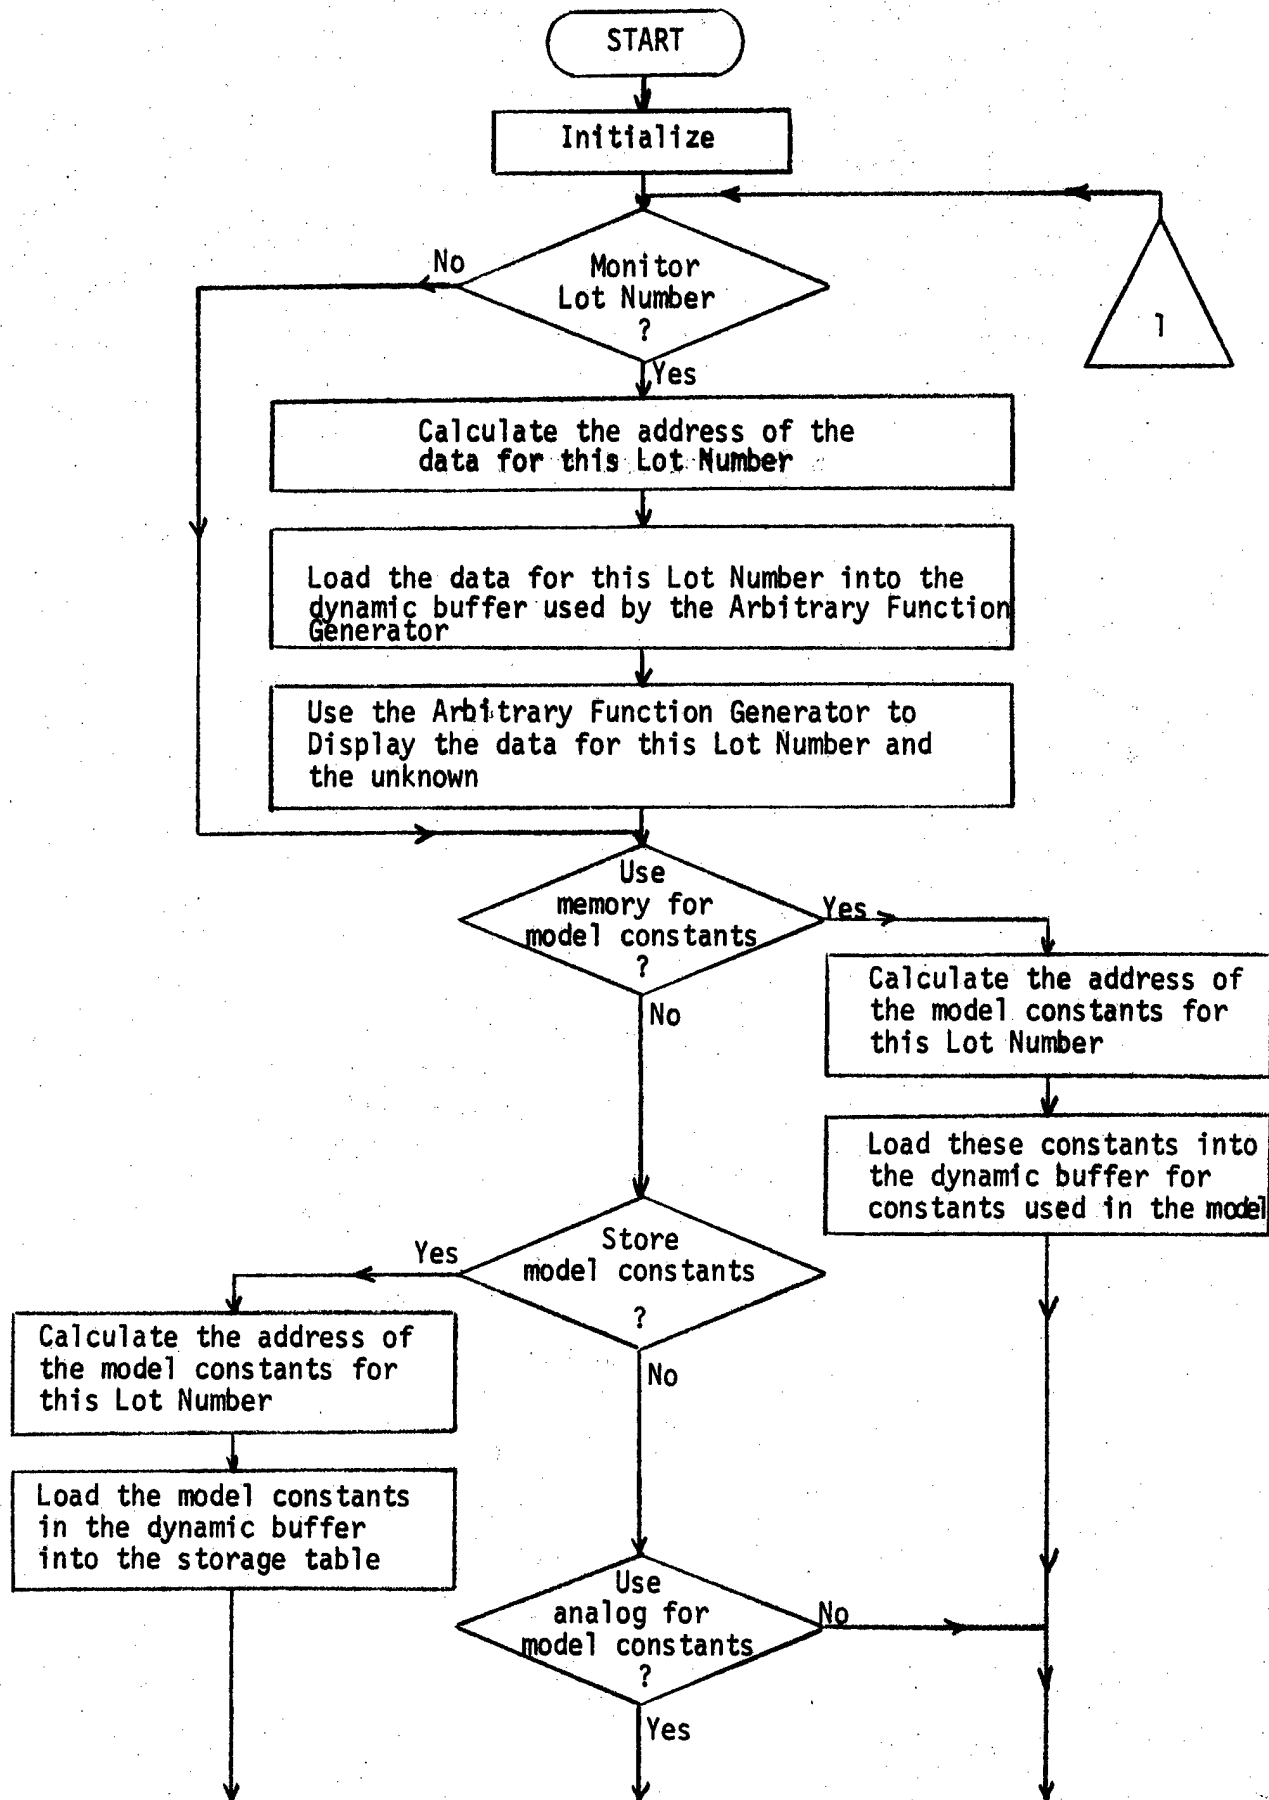 START
Initialize
No
Monitor
Lot Number
?
1
Yes
Calculate the address of the
data for this Lot Number
Load the data for this Lot Number into the
dynamic buffer used by the Arbitrary Function
Generator
Use the Arbitrary Function Generator to
Display the data for this Lot Number and
the unknown
Use
memory for
model constants
?
Yes
No
Calculate the address of
the model constants for
this Lot Number
Load these constants into
the dynamic buffer for
constants used in the model
Store
model constants
?
Yes
No
Calculate the address of
the model constants for
this Lot Number
Load the model constants
in the dynamic buffer
into the storage table
Use
analog for
model constants
?
No
Yes